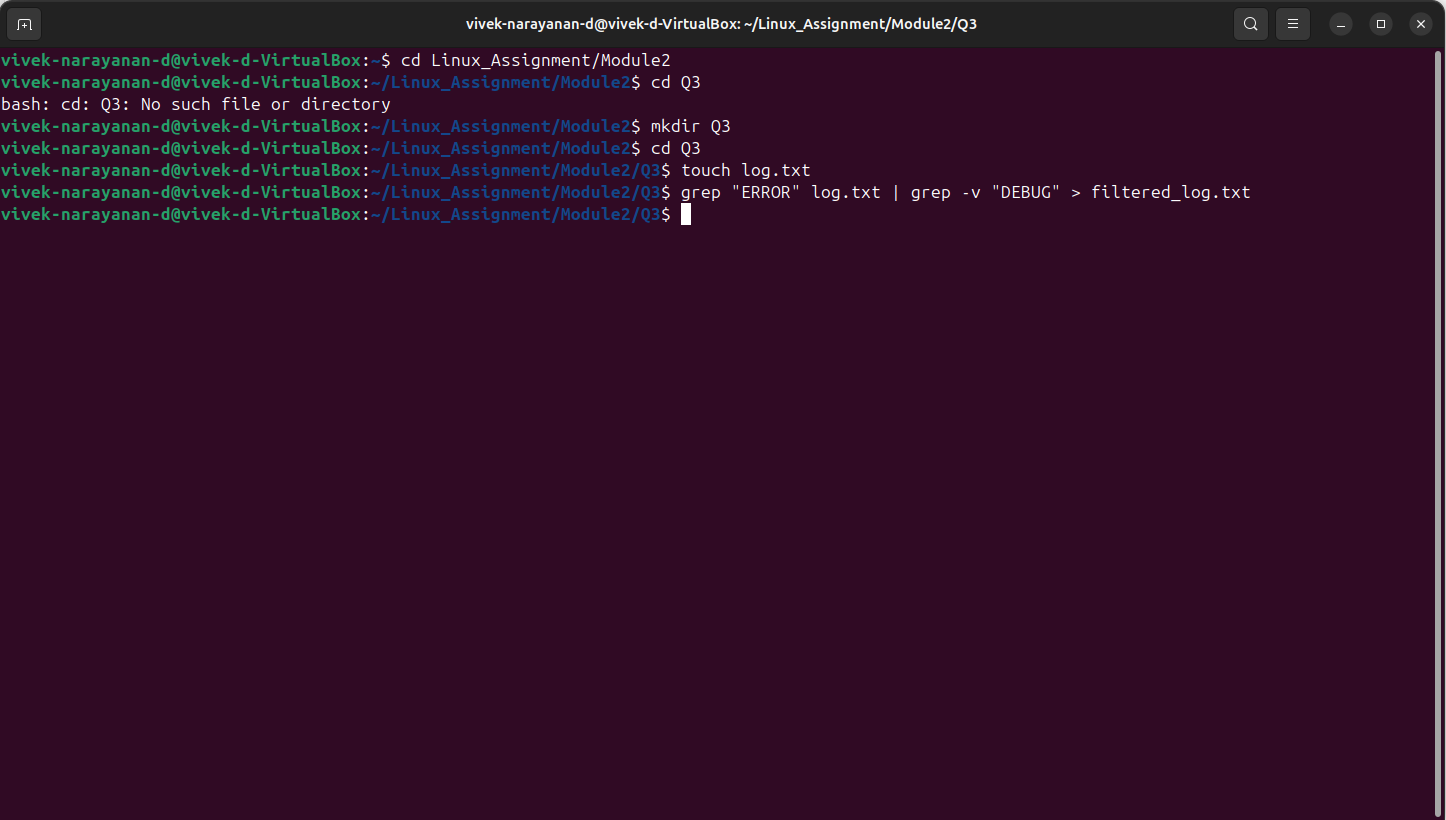 vivek-narayanan-d@vivek-d-VirtualBox: ~/Linux_Assignment/Module2/Q3
vivek-narayanan-d@vivek-d-VirtualBox:~$ cd Linux_Assignment/Module2
vivek-narayanan-d@vivek-d-VirtualBox:~/Linux_Assignment/Module2$ cd Q3
bash: cd: Q3: No such file or directory
vivek-narayanan-d@vivek-d-VirtualBox:~/Linux_Assignment/Module2$ mkdir Q3
vivek-narayanan-d@vivek-d-VirtualBox:~/Linux_Assignment/Module2$ cd Q3
vivek-narayanan-d@vivek-d-VirtualBox:~/Linux_Assignment/Module2/Q3$ touch log.txt
vivek-narayanan-d@vivek-d-VirtualBox:~/Linux_Assignment/Module2/Q3$ grep "ERROR" log.txt | grep -v "DEBUG" > filtered_log.txt
vivek-narayanan-d@vivek-d-VirtualBox:~/Linux_Assignment/Module2/Q3$